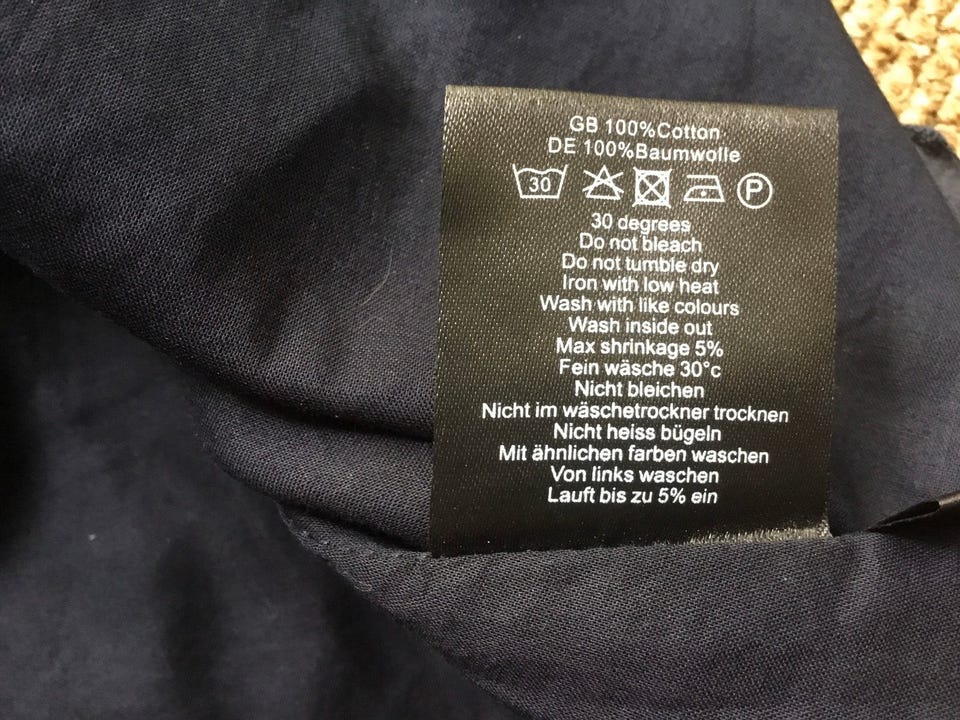 GB 100%Cotton
DE 100%Baumwolle
30 P
30 degrees
Do not bleach
Do not tumble dry
Iron with low heat
Wash with like colours
Wash inside out
Max shrinkage 5%
Fein wäsche 30°c
Nicht bleichen
Nicht im wäschetrockner trocknen
Nicht heiss bügeln
Mit ähnlichen farben waschen
Von links waschen
Lauft bis zu 5% ein